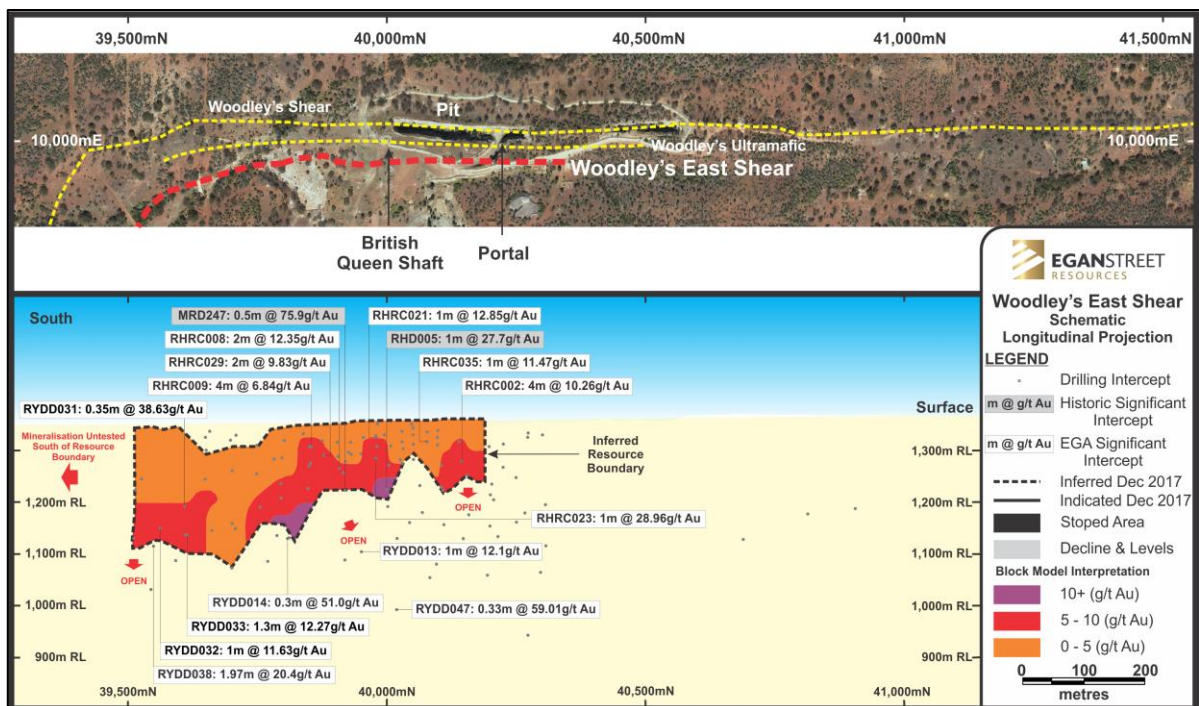 39,500mN 40,000mN 40,500mN 41,000mN 41,500mN
Woodley's Shear
Pit
10,000mE
10,000mE
Woodley's Ultramafic
Woodley's East Shear
British
Queen Shaft
Portal
EGANSTREET
RESOURCES
Woodley's East Shear
Schematic
Longitudinal Projection
LEGEND
Drilling Intercept
m @ g/t Au
Historic Significant
Intercept
m @ g/t Au
EGA Significant
Intercept
Inferred Dec 2017
Indicated Dec 2017
Stoped Area
Decline & Levels
Block Model Interpretation
10+ (g/t Au)
5 - 10 (g/t Au)
0 - 5 (g/t Au)
0 100 200
metres
South
MRD247: 0.5m @ 75.9g/t Au
RHRC021: 1m @ 12.85g/t Au
RHRC008: 2m @ 12.35g/t Au
RHD005: 1m @ 27.7g/t Au
RHRC029: 2m @ 9.83g/t Au
RHRC035: 1m @ 11.47g/t Au
RHRC009: 4m @ 6.84g/t Au
RHRC002: 4m @ 10.26g/t Au
RYDD031: 0.35m @ 38.63g/t Au
Surface
Mineralisation Untested
South of Resource
Boundary
Inferred
Resource
Boundary
1,300m RL
1,300m RL
1,200m RL
1,200m RL
OPEN
RHRC023: 1m @ 28.96g/t Au
OPEN
1,100m RL
1,100m RL
RYDD013: 1m @ 12.1g/t Au
OPEN
RYDD014: 0.3m @ 51.0g/t Au
RYDD047: 0.33m @ 59.01g/t Au
1,000m RL
1,000m RL
RYDD033: 1.3m @ 12.27g/t Au
RYDD032: 1m @ 11.63g/t Au
900m RL
900m RL
RYDD038: 1.97m @ 20.4g/t Au
39,500mN 40,000mN 40,500mN 41,000mN